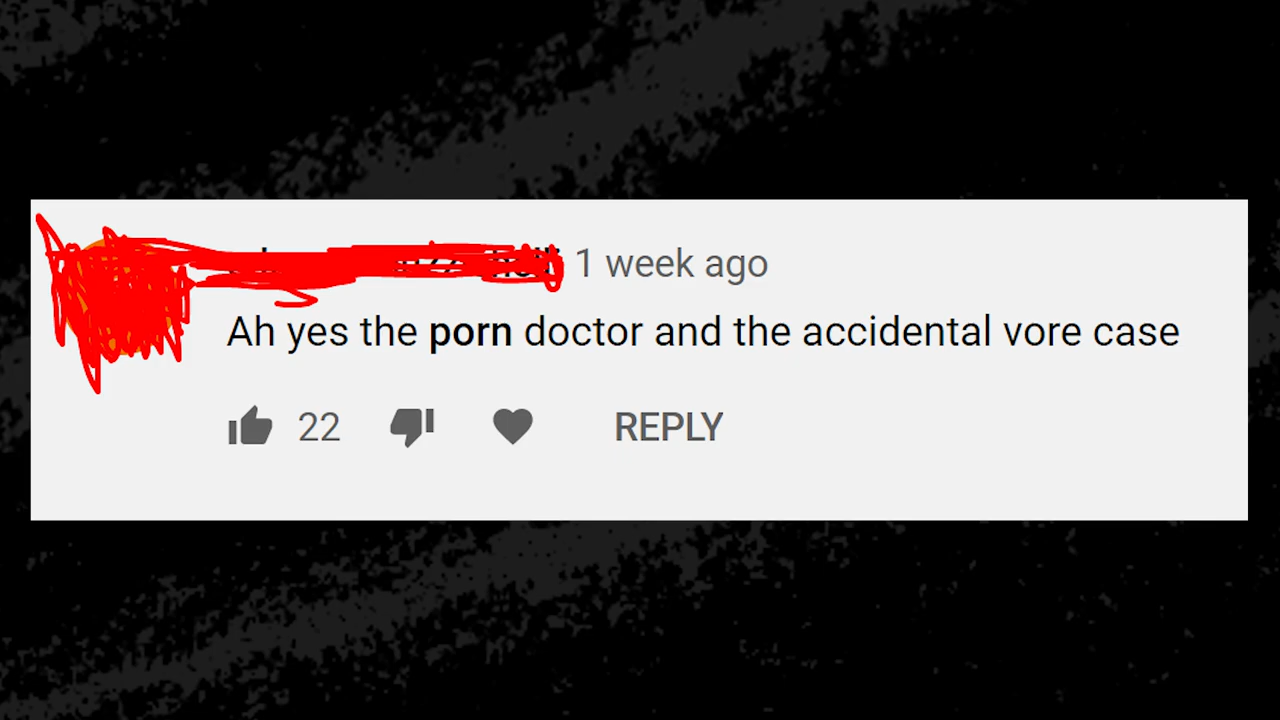 1 week ago
Ah yes the porn doctor and the accidental vore case
22 REPLY